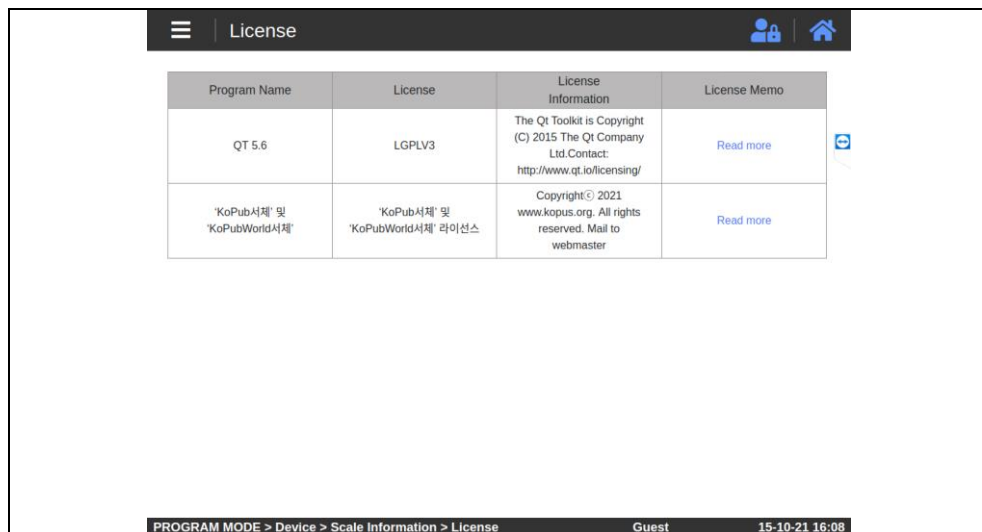 License
Program Name License License Information License Memo
QT 5.6 LGPLV3 The Qt Toolkit is Copyright
(C) 2015 The Qt Company
Ltd.Contact:
http://www.qt.io/licensing/ Read more
'KoPub서체' 및
'KoPubWorld서체' 'KoPub서체' 및
'KoPubWorld서체' 라이선스 Copyrightⓒ 2021
www.kopus.org. All rights
reserved. Mail to
webmaster Read more
PROGRAM MODE > Device > Scale Information > License Guest 15-10-21 16:08